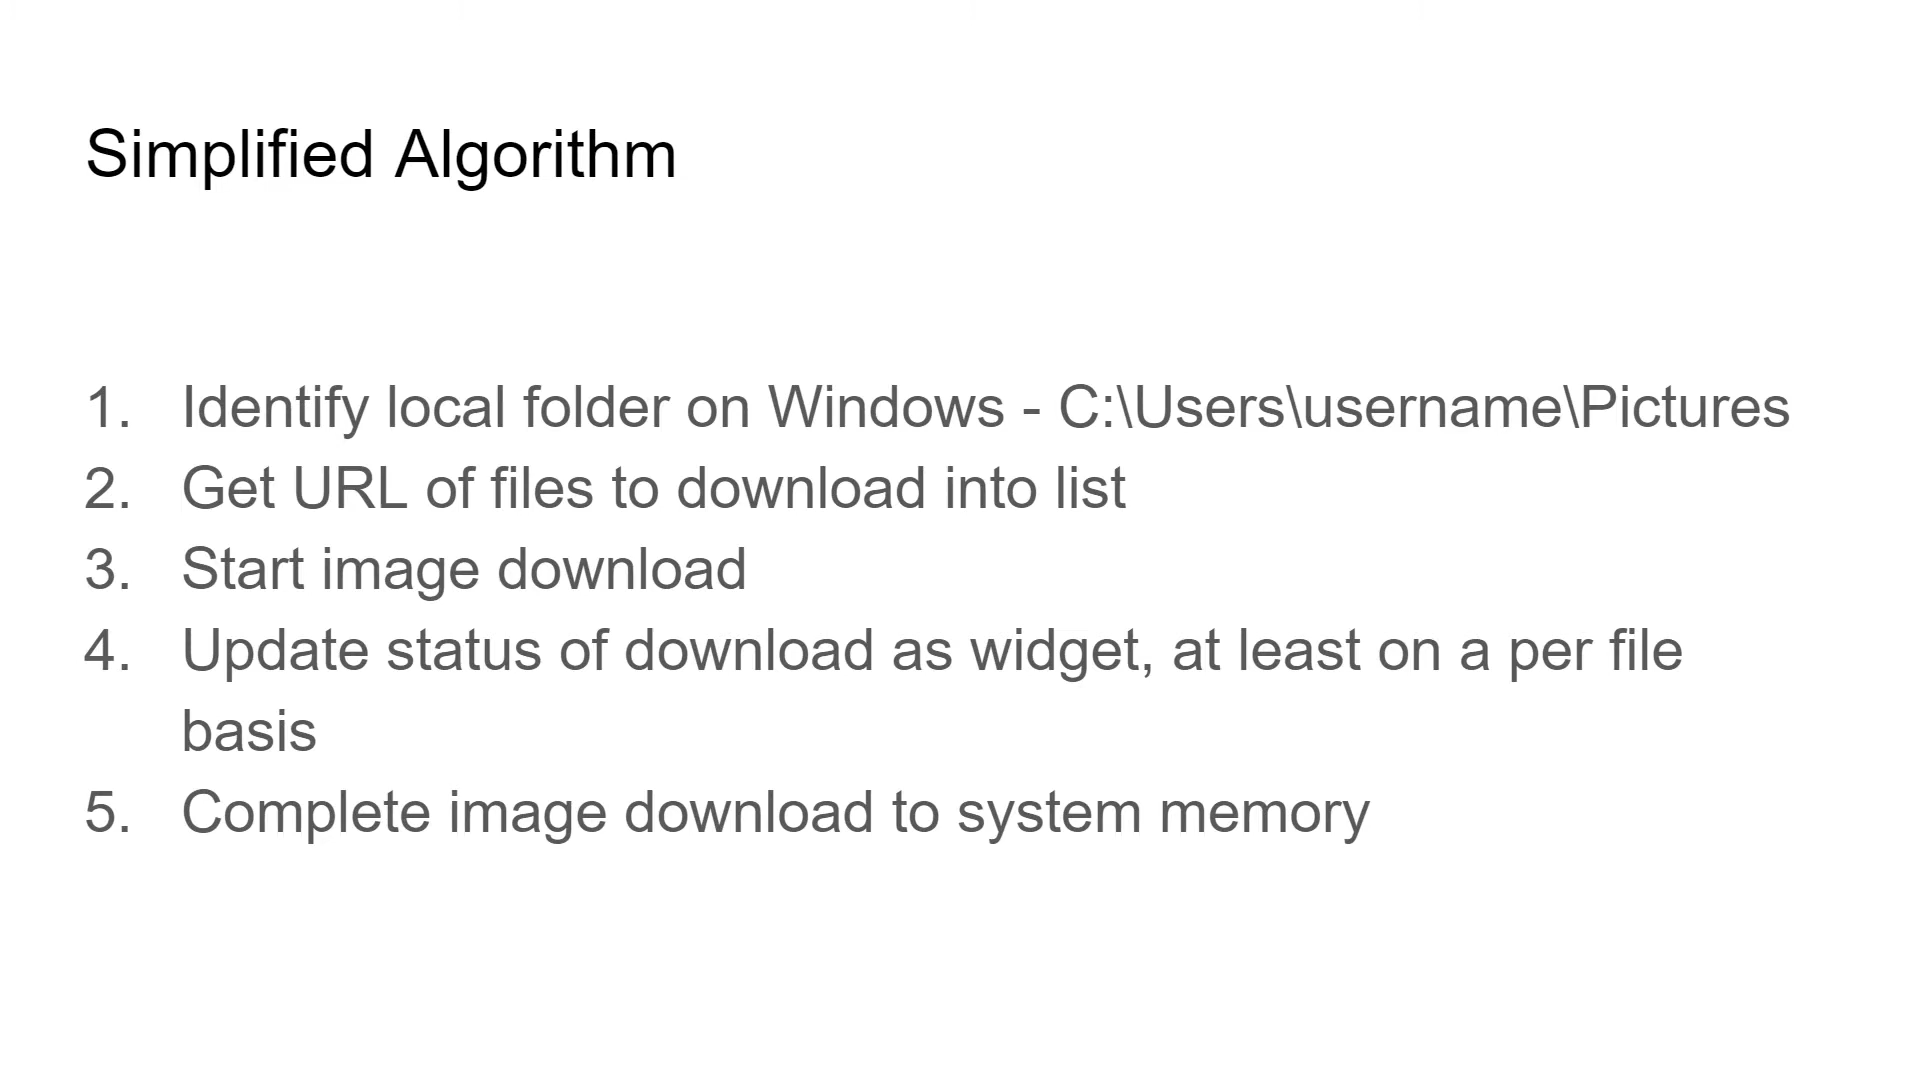 Simplified Algorithm
1. Identify local folder on Windows - C:\Users\username\Pictures
2. Get URL of files to download into list
3. Start image download
4. Update status of download as widget, at least on a per file
basis
5. Complete image download to system memory